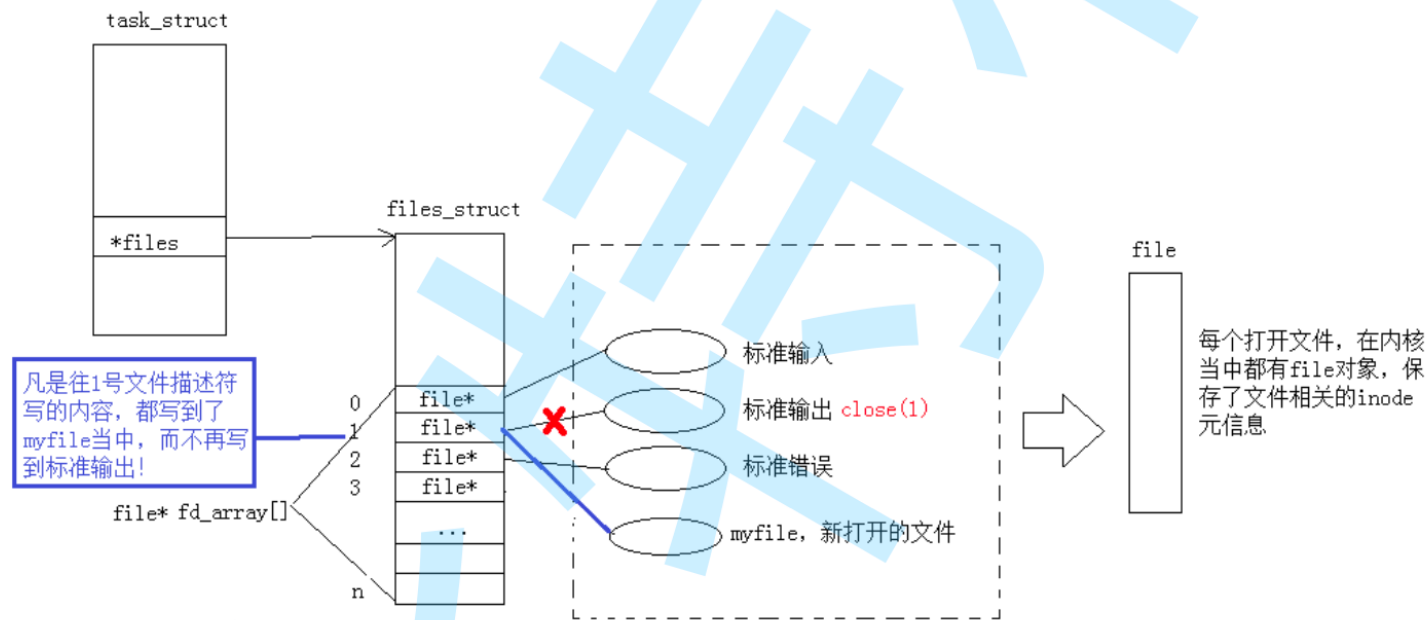 task_struct
*files
files_struct
file
凡是往1号文件描述符
写的内容，都写到了
myfile当中，而不再写
到标准输出！
file* fd_array[]
0
1
2
3
n
file*
file*
file*
file*
...
标准输入
标准输出 close(1)
标准错误
myfile，新打开的文件
每个打开文件，在内核
当中都有file对象，保
存了文件相关的inode
元信息